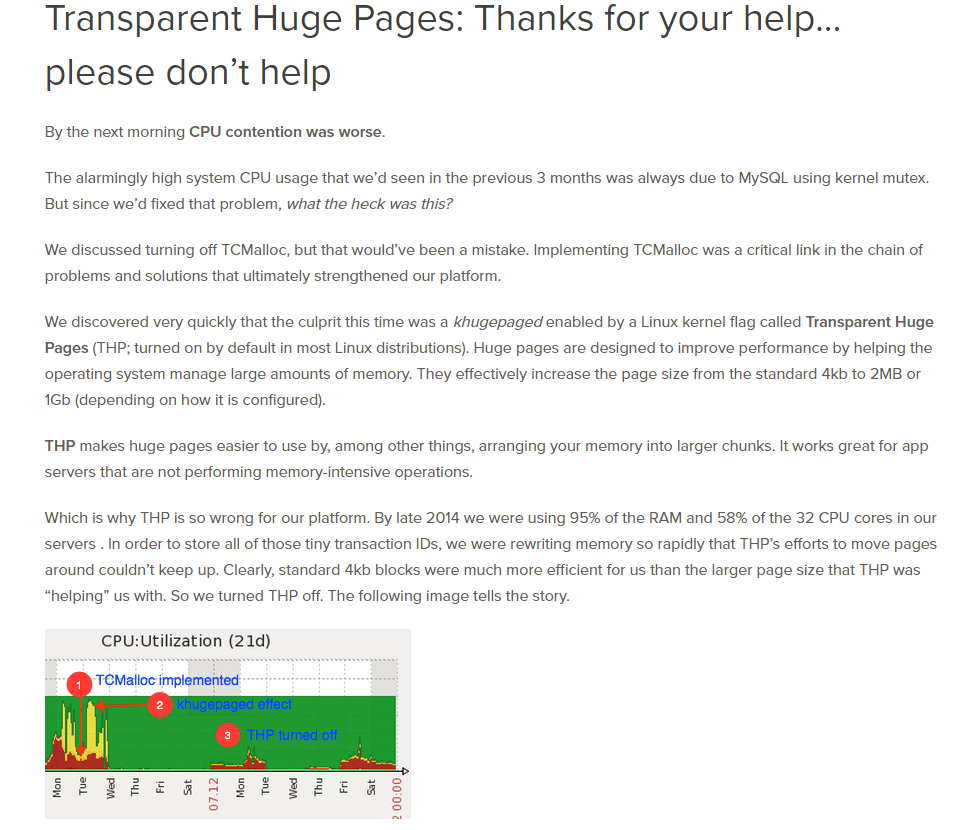 Transparent Huge Pages: Thanks for your help...
please don’t help
By the next morning CPU contention was worse.
The alarmingly high system CPU usage that we’d seen in the previous 3 months was always due to MySQL using kernel mutex.
But since we’d fixed that problem, what the heck was this?
We discussed turning off TCMalloc, but that would’ve been a mistake. Implementing TCMalloc was a critical link in the chain of
problems and solutions that ultimately strengthened our platform.
We discovered very quickly that the culprit this time was a khugepaged enabled by a Linux kernel flag called Transparent Huge
Pages (THP; turned on by default in most Linux distributions). Huge pages are designed to improve performance by helping the
operating system manage large amounts of memory. They effectively increase the page size from the standard 4kb to 2MB or
1Gb (depending on how it is configured).
THP makes huge pages easier to use by, among other things, arranging your memory into larger chunks. It works great for app
servers that are not performing memory-intensive operations.
Which is why THP is so wrong for our platform. By late 2014 we were using 95% of the RAM and 58% of the 32 CPU cores in our
servers . In order to store all of those tiny transaction IDs, we were rewriting memory so rapidly that THP’s efforts to move pages
around couldn’t keep up. Clearly, standard 4kb blocks were much more efficient for us than the larger page size that THP was
“helping” us with. So we turned THP off. The following image tells the story.
CPU:Utilization (21d)
1 TCMalloc implemented
2 khugepaged effect
3 THP turned off
Mon Tue Wed Thu Fri Sat 07.12 Mon Tue Wed Thu Fri Sat 00:00